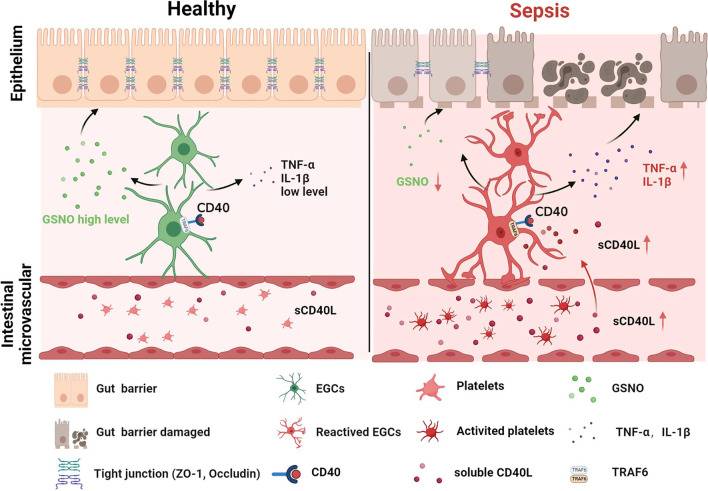 Healthy
Sepsis
Epithelium
GSNO high level
TNF-α
IL-1β
low level
CD40
TRAF6
GSNO
TNF-α
IL-1β
CD40
TRAF6
sCD40L
Intestinal
microvascular
sCD40L
sCD40L
Gut barrier
EGCs
Platelets
GSNO
Gut barrier damaged
Reactived EGCs
Activited platelets
TNF-α, IL-1β
Tight junction (ZO-1, Occludin)
CD40
soluble CD40L
TRAF6
TRAF6
TRAF6